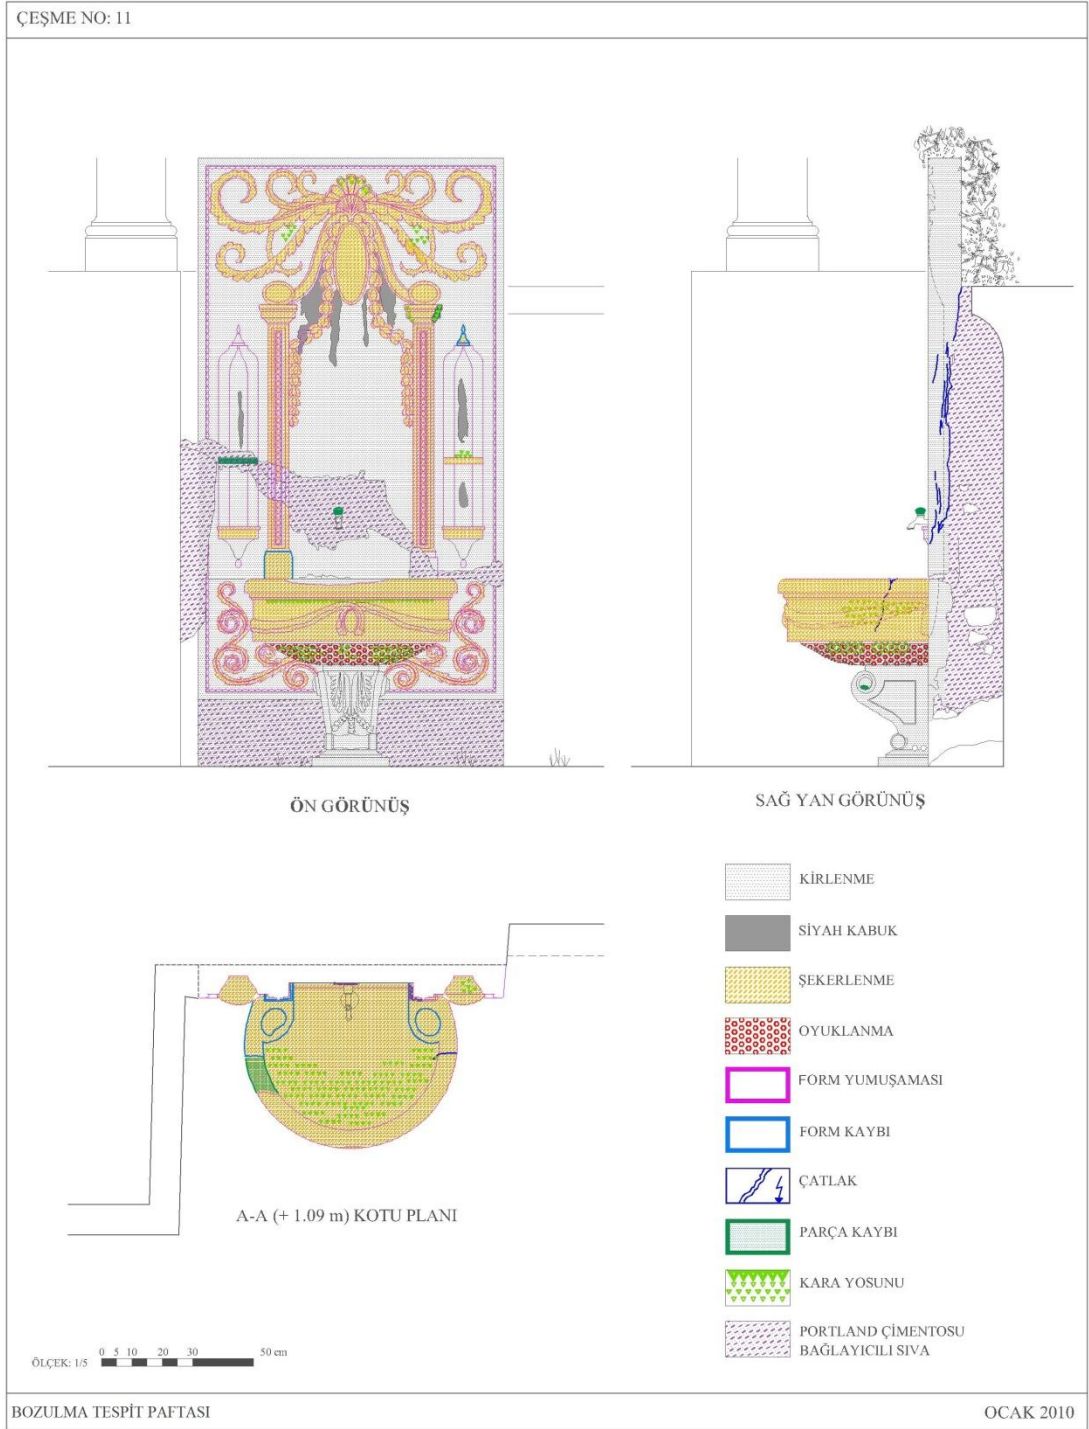 ÇEŞME NO: 11
ÖN GÖRÜNÜŞ
SAĞ YAN GÖRÜNÜŞ
KİRLENME
SİYAH KABUK
ŞEKERLENME
OYUKLANMA
FORM YUMUŞAMASI
FORM KAYBI
ÇATLAK
PARÇA KAYBI
KARA YOSUNU
PORTLAND ÇİMENTOSU
BAĞLAYICILI SIVA
A-A (+ 1.09 m) KOTU PLANI
ÖLÇEK: 1/5
0 5 10 20 30 50 cm
BOZULMA TESPİT PAFTASI
OCAK 2010